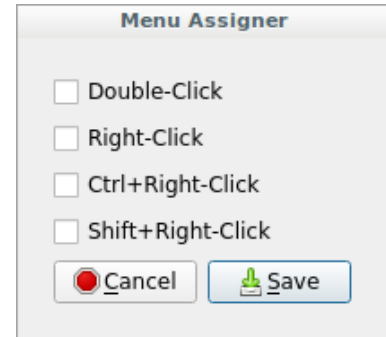 Menu Assigner
Double-Click
Right-Click
Ctrl+Right-Click
Shift+Right-Click
Cancel Save